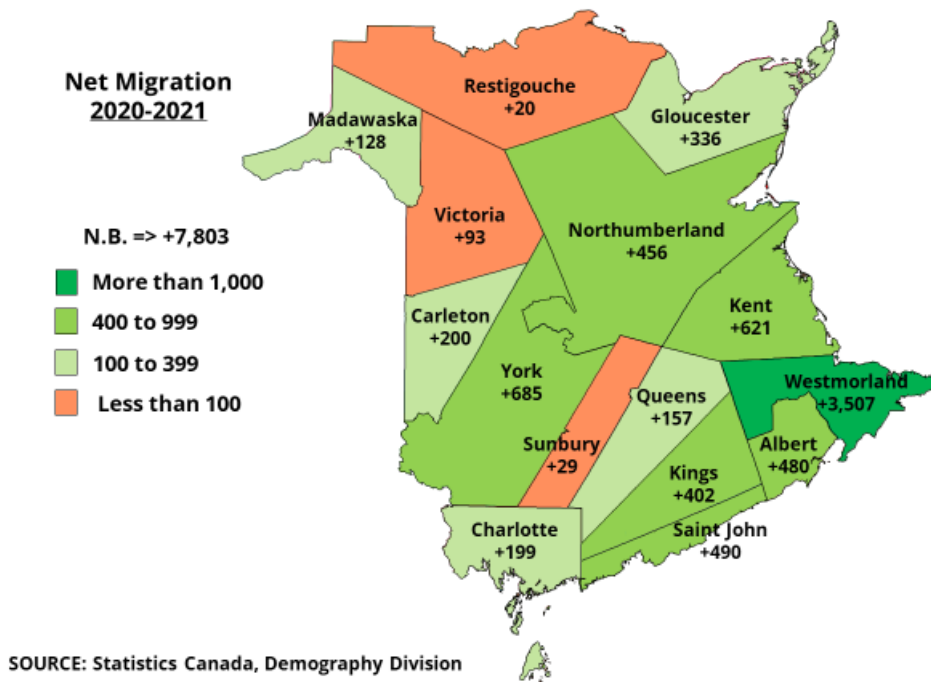 Net Migration
2020-2021
N.B. => +7,803
More than 1,000
400 to 999
100 to 399
Less than 100
Restigouche
+20
Gloucester
+336
Madawaska
+128
Victoria
+93
Northumberland
+456
Carleton
+200
Kent
+621
York
+685
Queens
+157
Westmorland
+3,507
Sunbury
+29
Albert
+480
Kings
+402
Charlotte
+199
Saint John
+490
SOURCE: Statistics Canada, Demography Division